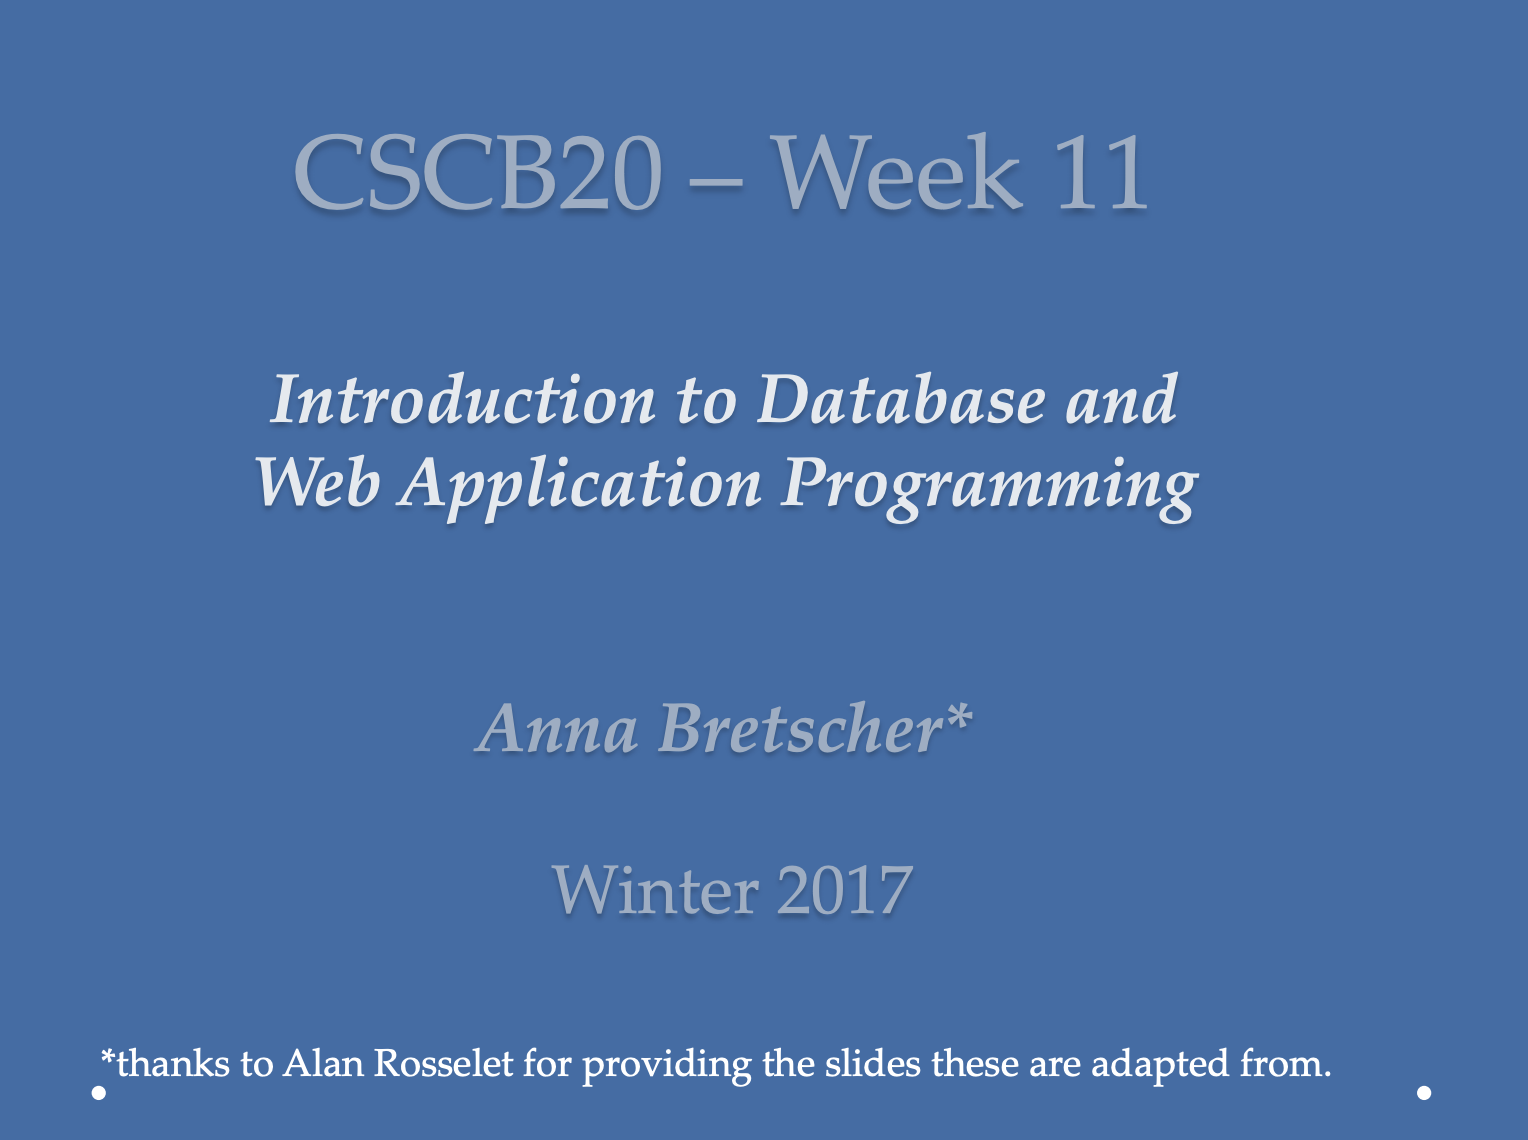 CSCB20 – Week 11
Introduction to Database and
Web Application Programming
Anna Bretscher*
Winter 2017
*thanks to Alan Rosselet for providing the slides these are adapted from.